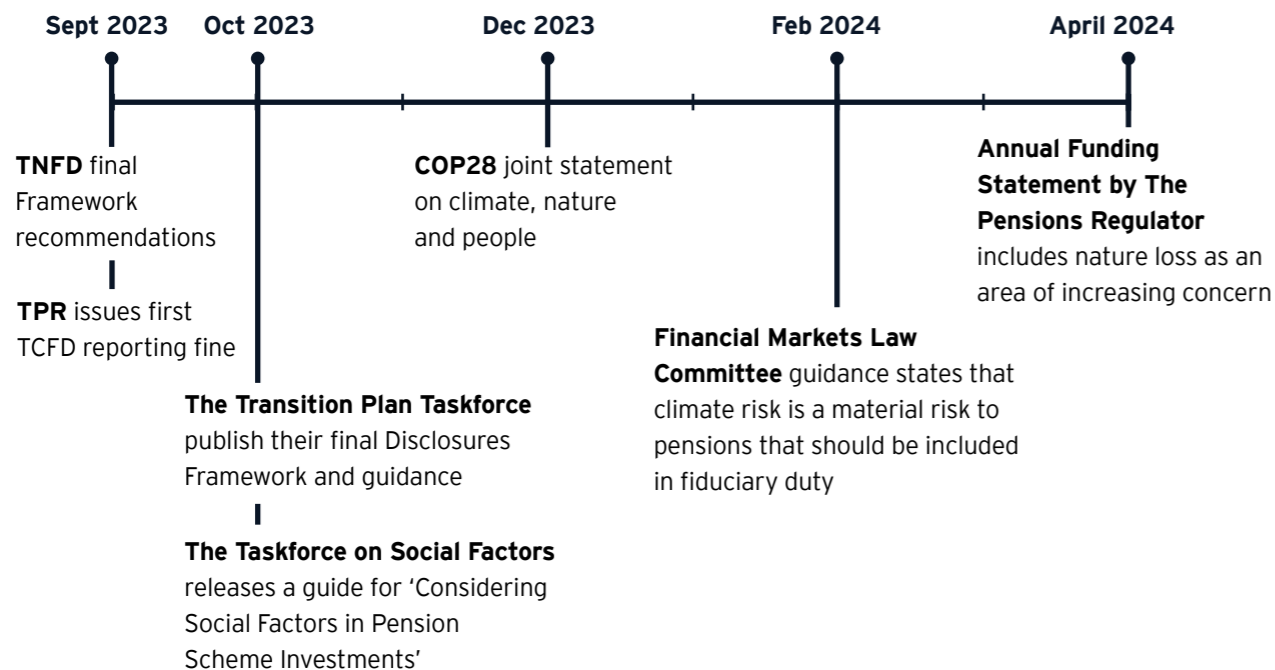 Sept 2023
Oct 2023
Dec 2023
Feb 2024
April 2024
TNFD final
Framework
recommendations
TPR issues first
TCFD reporting fine
The Transition Plan Taskforce
publish their final Disclosures
Framework and guidance
The Taskforce on Social Factors
releases a guide for ‘Considering
Social Factors in Pension
Scheme Investments’
COP28 joint statement
on climate, nature
and people
Financial Markets Law
Committee guidance states that
climate risk is a material risk to
pensions that should be included
in fiduciary duty
Annual Funding
Statement by The
Pensions Regulator
includes nature loss as an
area of increasing concern